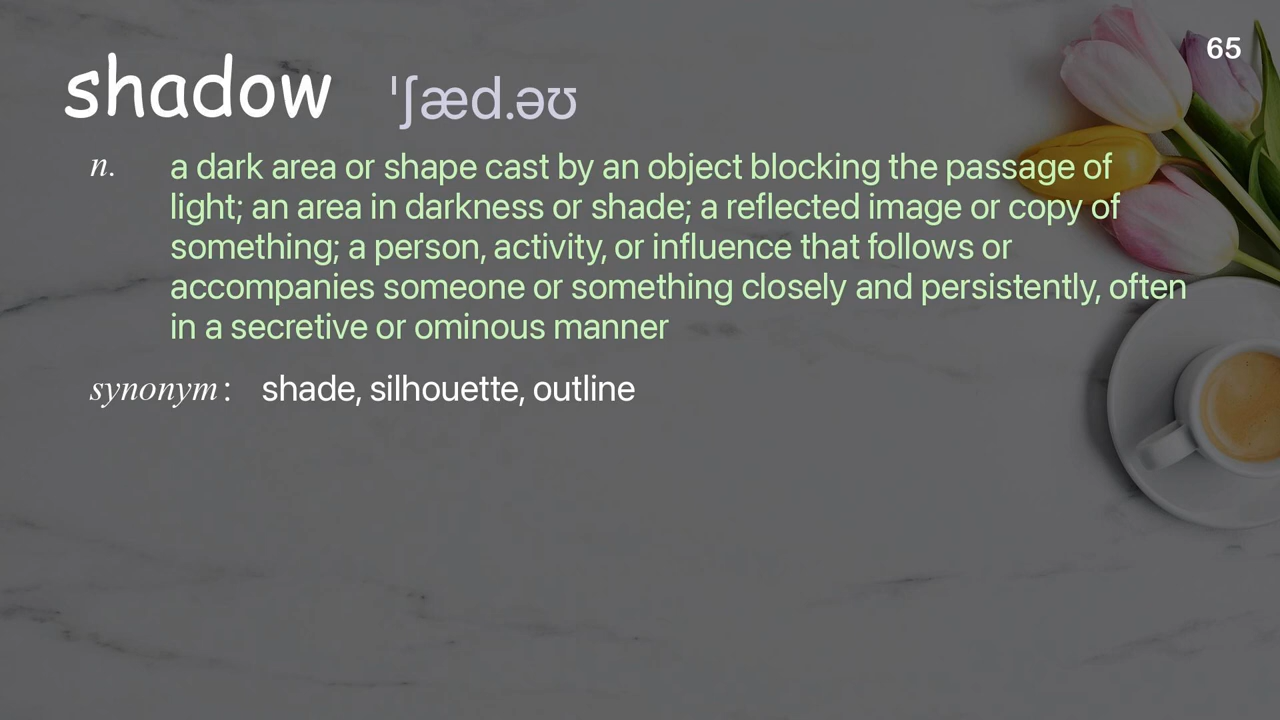 65
shadow ˈʃæd.əʊ
n. a dark area or shape cast by an object blocking the passage of
light; an area in darkness or shade; a reflected image or copy of
something; a person, activity, or influence that follows or
accompanies someone or something closely and persistently, often
in a secretive or ominous manner
synonym: shade, silhouette, outline